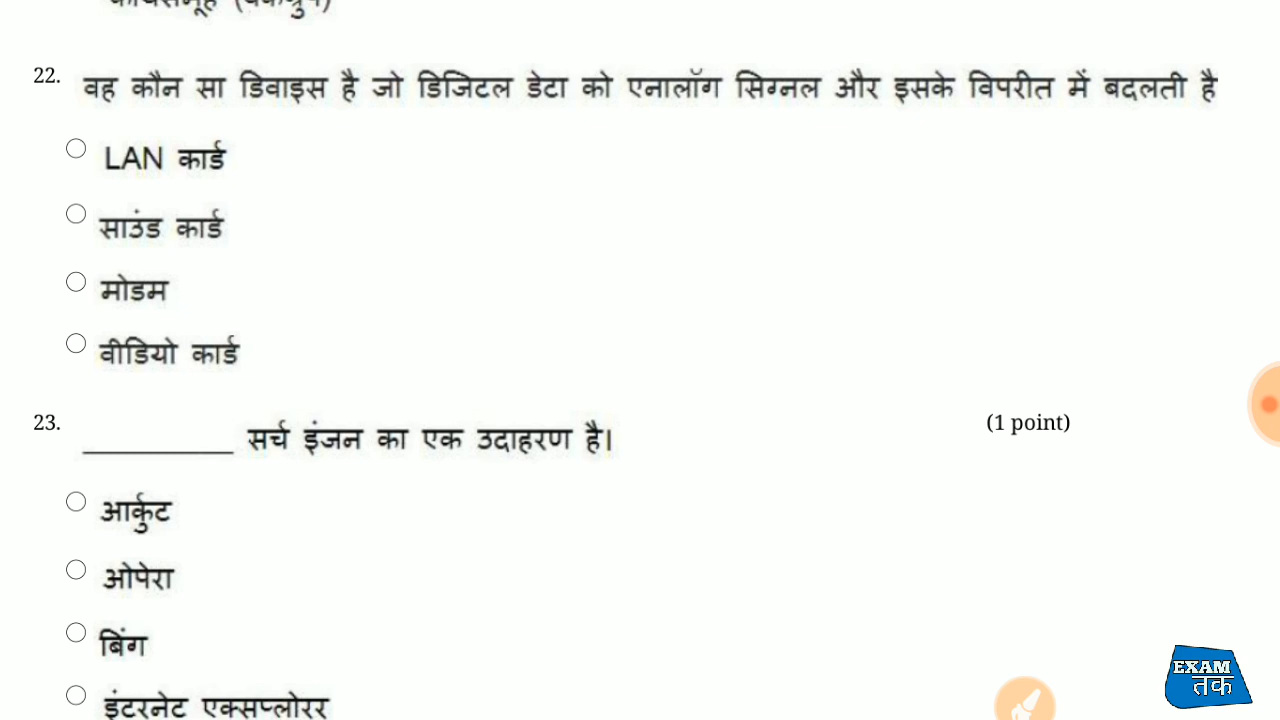 22. वह कौन सा डिवाइस है जो डिजिटल डेटा को एनालॉग सिग्नल और इसके विपरीत में बदलती है
LAN कार्ड
साउंड कार्ड
मोडम
वीडियो कार्ड
23. __________ सर्च इंजन का एक उदाहरण है। (1 point)
आर्कुट
ओपेरा
बिंग
इंटरनेट एक्सप्लोरर
EXAM
तक